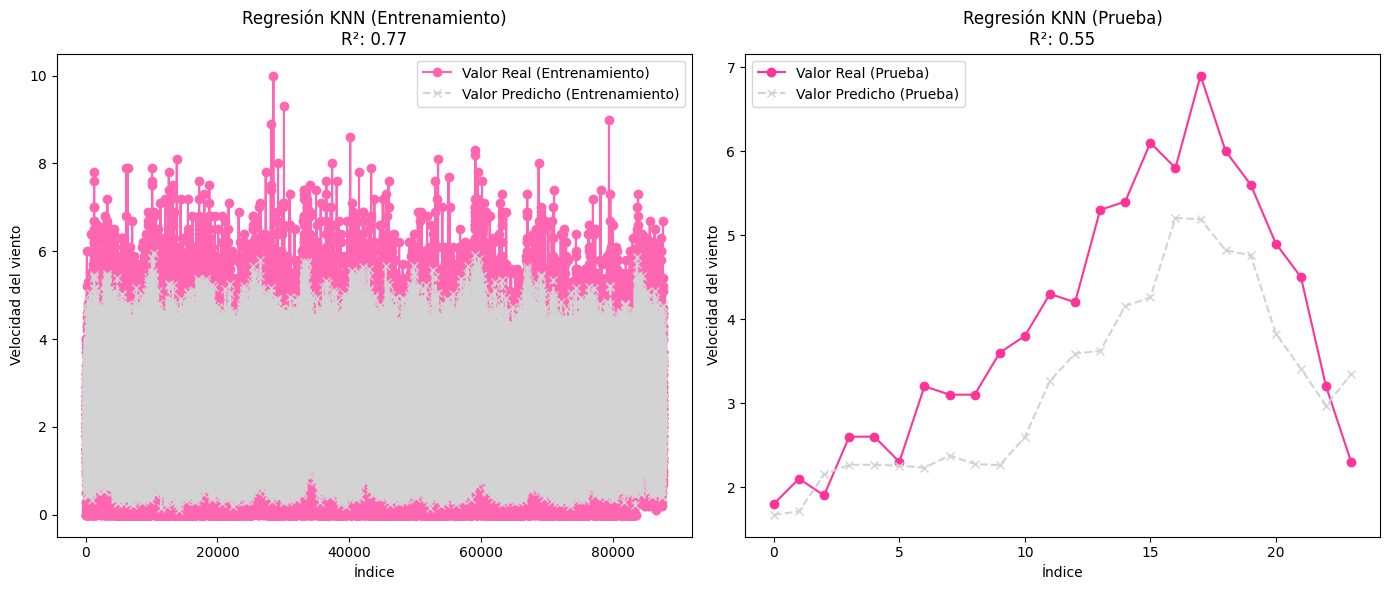 Regresión KNN (Entrenamiento)
R²: 0.77
Valor Real (Entrenamiento)
Valor Predicho (Entrenamiento)
Velocidad del viento
10
8
6
4
2
0
0
20000
40000
60000
80000
Índice
Regresión KNN (Prueba)
R²: 0.55
Valor Real (Prueba)
Valor Predicho (Prueba)
Velocidad del viento
7
6
5
4
3
2
0
5
10
15
20
Índice